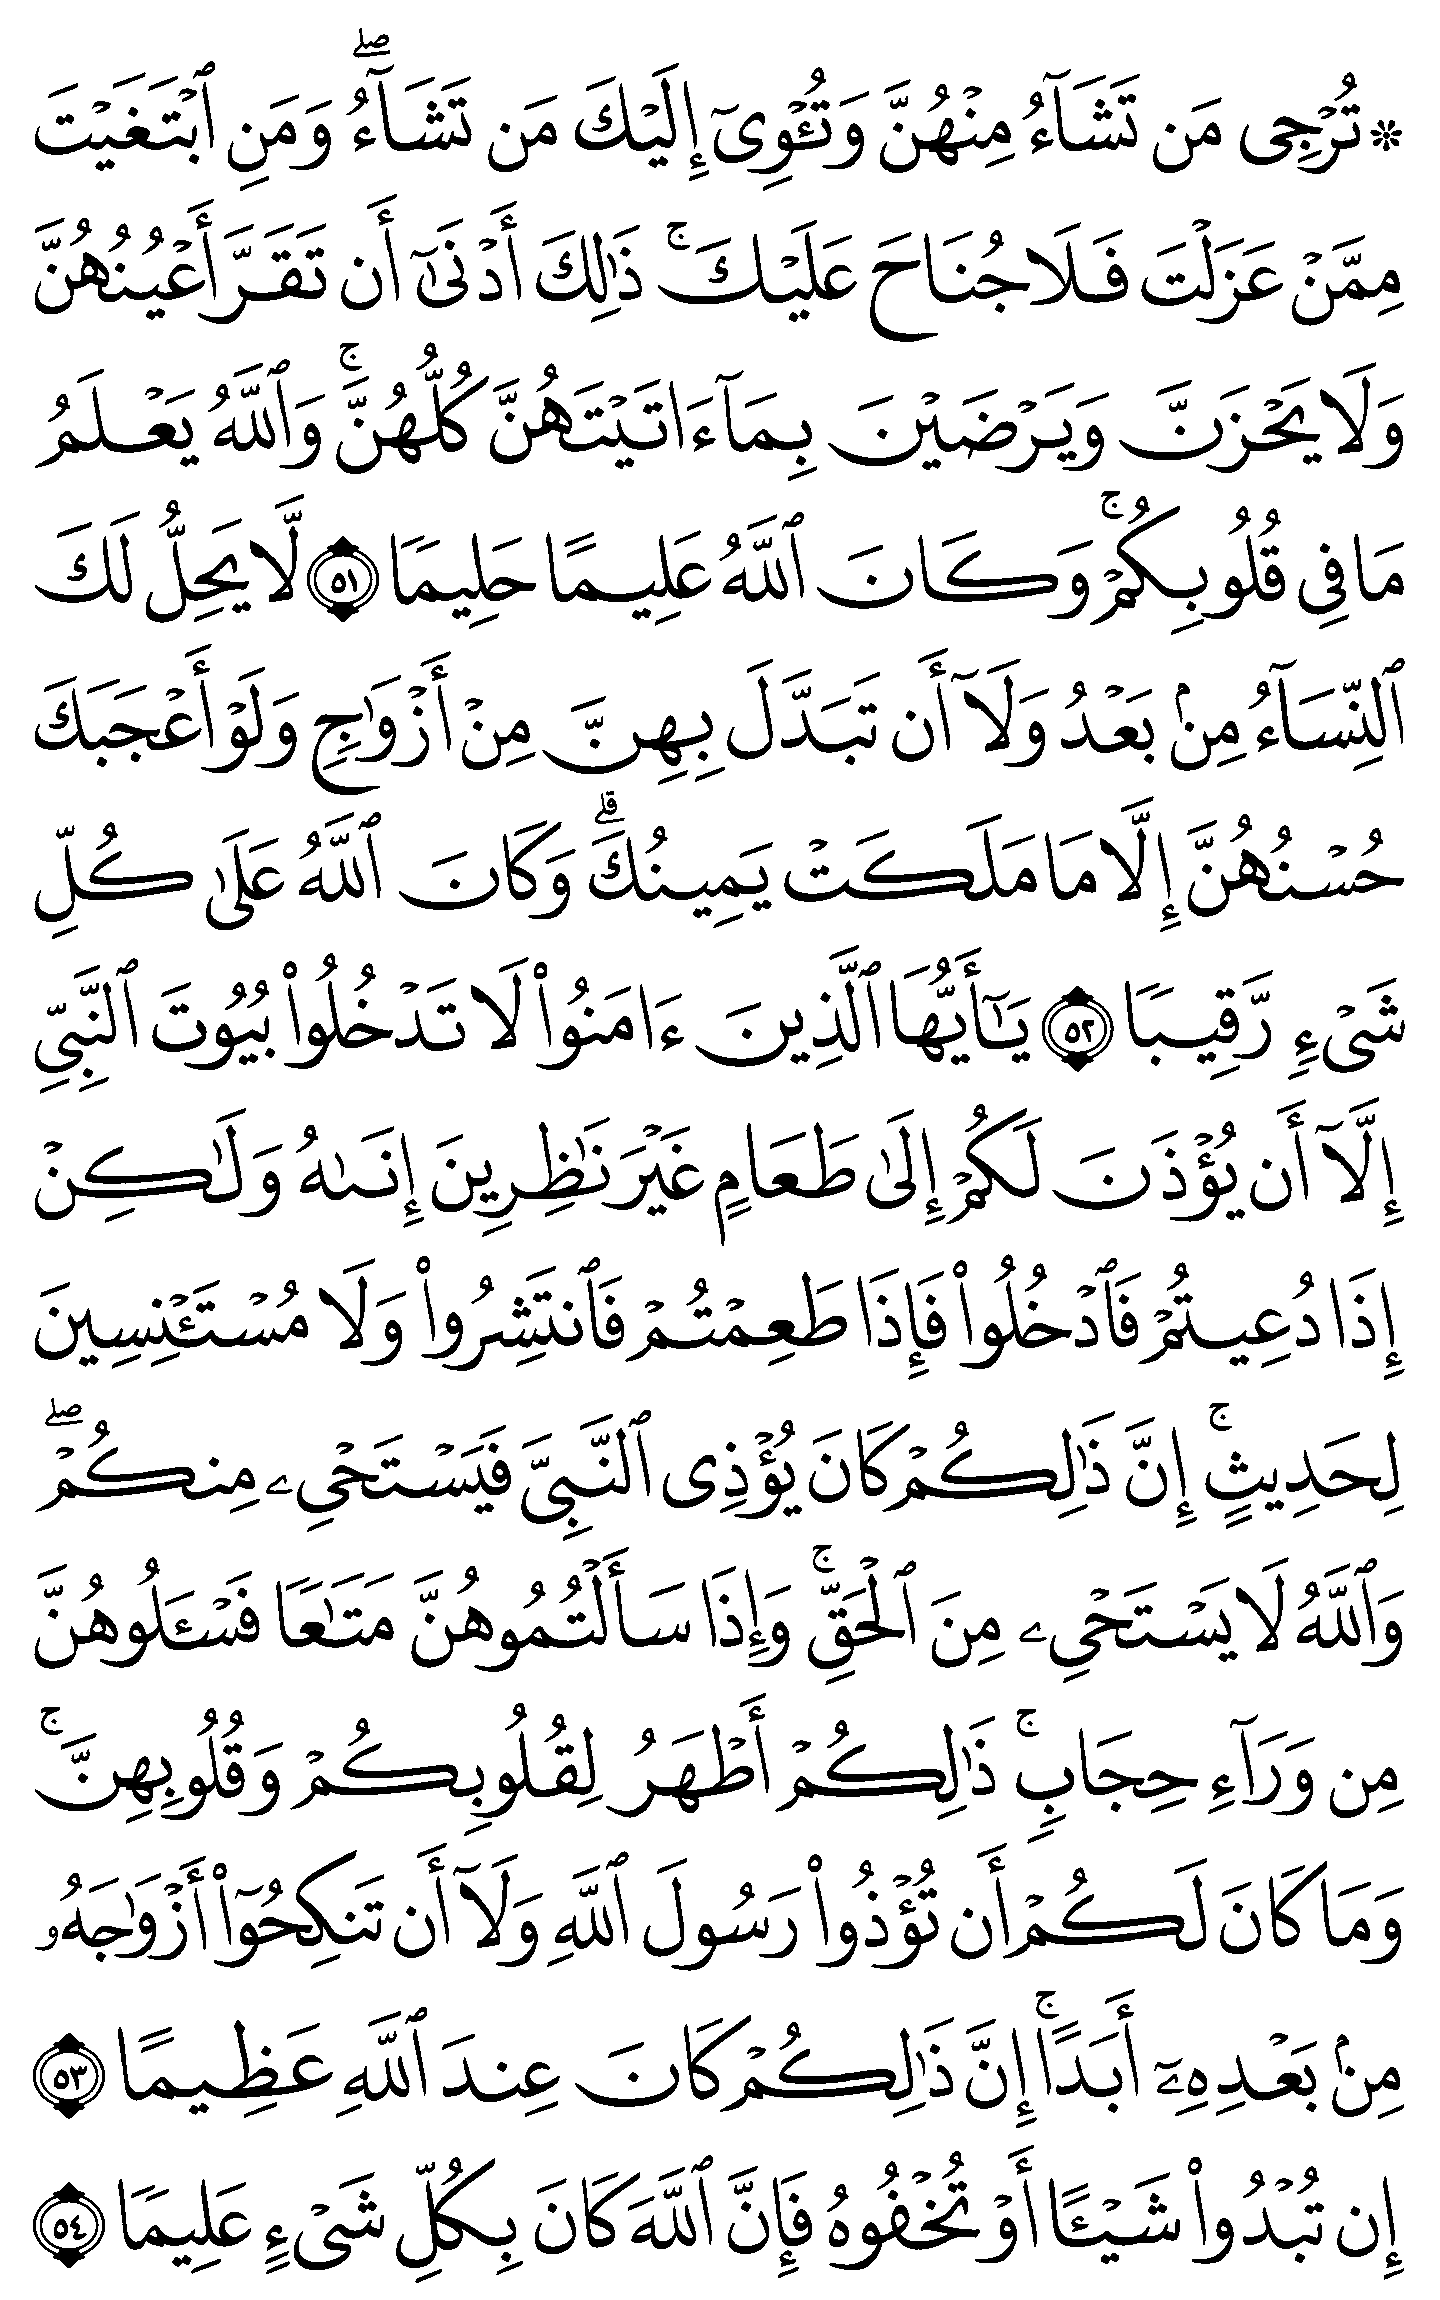 ۞ تُرْجِى مَن تَشَآءُ مِنْهُنَّ وَتُـْٔوِىٓ إِلَيْكَ مَن تَشَآءُۖ وَمَنِ ٱبْتَغَيْتَ
مِمَّنْ عَزَلْتَ فَلَا جُنَاحَ عَلَيْكَۚ ذَٰلِكَ أَدْنَىٰٓ أَن تَقَرَّ أَعْيُنُهُنَّ
وَلَا يَحْزَنَّ وَيَرْضَيْنَ بِمَآ ءَاتَيْتَهُنَّ كُلُّهُنَّۚ وَٱللَّهُ يَعْلَمُ
مَا فِى قُلُوبِكُمْۚ وَكَانَ ٱللَّهُ عَلِيمًا حَلِيمًا ٥١ لَّا يَحِلُّ لَكَ
ٱلنِّسَآءُ مِنۢ بَعْدُ وَلَآ أَن تَبَدَّلَ بِهِنَّ مِنْ أَزْوَٰجٍ وَلَوْ أَعْجَبَكَ
حُسْنُهُنَّ إِلَّا مَا مَلَكَتْ يَمِينُكَۗ وَكَانَ ٱللَّهُ عَلَىٰ كُلِّ
شَىْءٍ رَّقِيبًا ٥٢ يَٰٓأَيُّهَا ٱلَّذِينَ ءَامَنُوا۟ لَا تَدْخُلُوا۟ بُيُوتَ ٱلنَّبِىِّ
إِلَّآ أَن يُؤْذَنَ لَكُمْ إِلَىٰ طَعَامٍ غَيْرَ نَٰظِرِينَ إِنَىٰهُ وَلَٰكِنْ
إِذَا دُعِيتُمْ فَٱدْخُلُوا۟ فَإِذَا طَعِمْتُمْ فَٱنتَشِرُوا۟ وَلَا مُسْتَـْٔنِسِينَ
لِحَدِيثٍۚ إِنَّ ذَٰلِكُمْ كَانَ يُؤْذِى ٱلنَّبِىَّ فَيَسْتَحْىِۦ مِنكُمْۖ
وَٱللَّهُ لَا يَسْتَحْىِۦ مِنَ ٱلْحَقِّۚ وَإِذَا سَأَلْتُمُوهُنَّ مَتَٰعًا فَسْـَٔلُوهُنَّ
مِن وَرَآءِ حِجَابٍۚ ذَٰلِكُمْ أَطْهَرُ لِقُلُوبِكُمْ وَقُلُوبِهِنَّۚ
وَمَا كَانَ لَكُمْ أَن تُؤْذُوا۟ رَسُولَ ٱللَّهِ وَلَآ أَن تَنكِحُوٓا۟ أَزْوَٰجَهُۥ
مِنۢ بَعْدِهِۦٓ أَبَدًاۚ إِنَّ ذَٰلِكُمْ كَانَ عِندَ ٱللَّهِ عَظِيمًا ٥٣
إِن تُبْدُوا۟ شَيْـًٔا أَوْ تُخْفُوهُ فَإِنَّ ٱللَّهَ كَانَ بِكُلِّ شَىْءٍ عَلِيمًا ٥٤